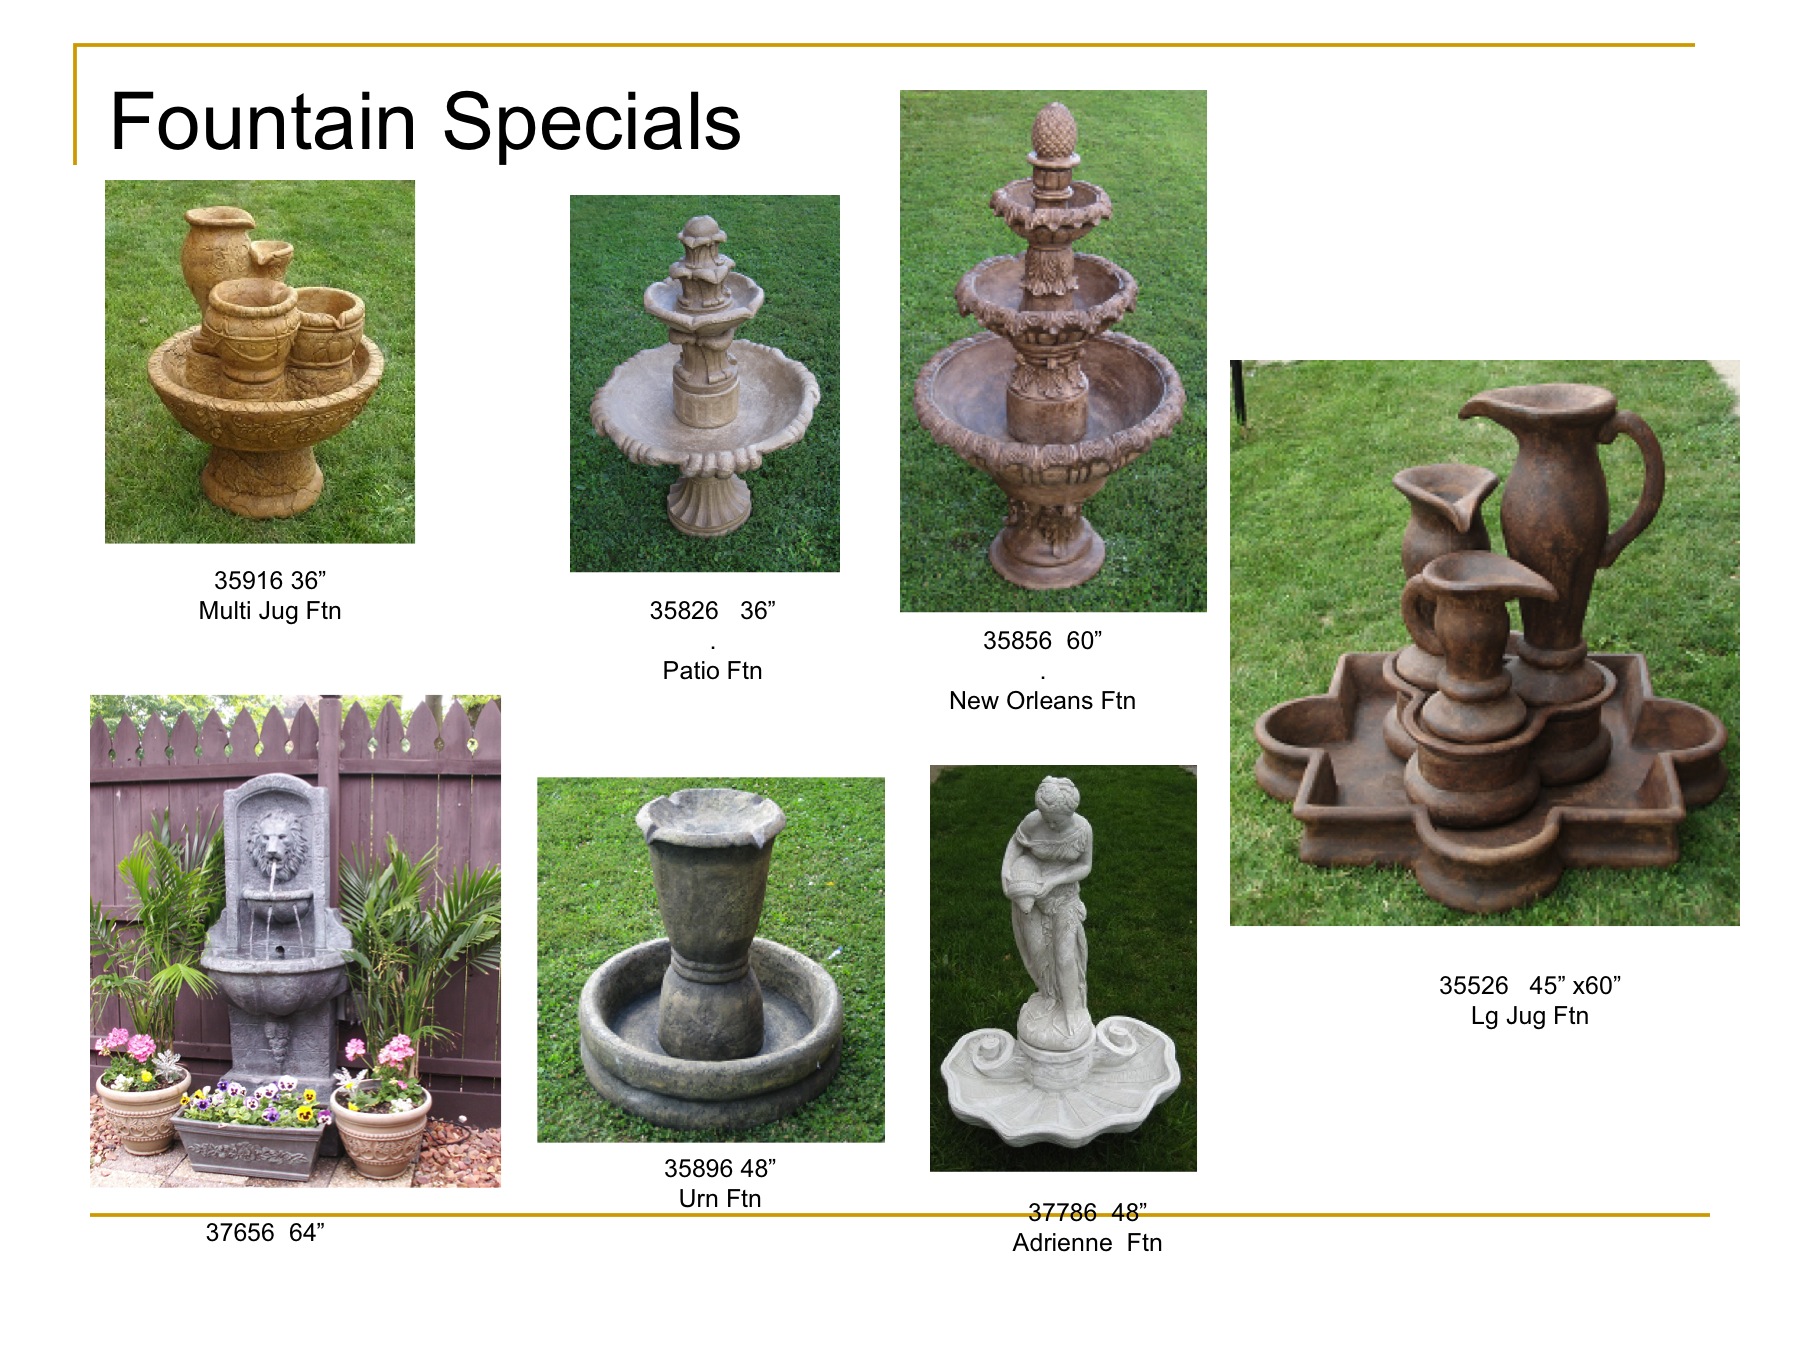 Fountain Specials
35916 36”
Multi Jug Ftn
35826   36”
.
Patio Ftn
35856  60”
.
New Orleans Ftn
35526   45” x60”
Lg Jug Ftn
37656  64”
35896 48”
Urn Ftn
37786  48”
Adrienne  Ftn